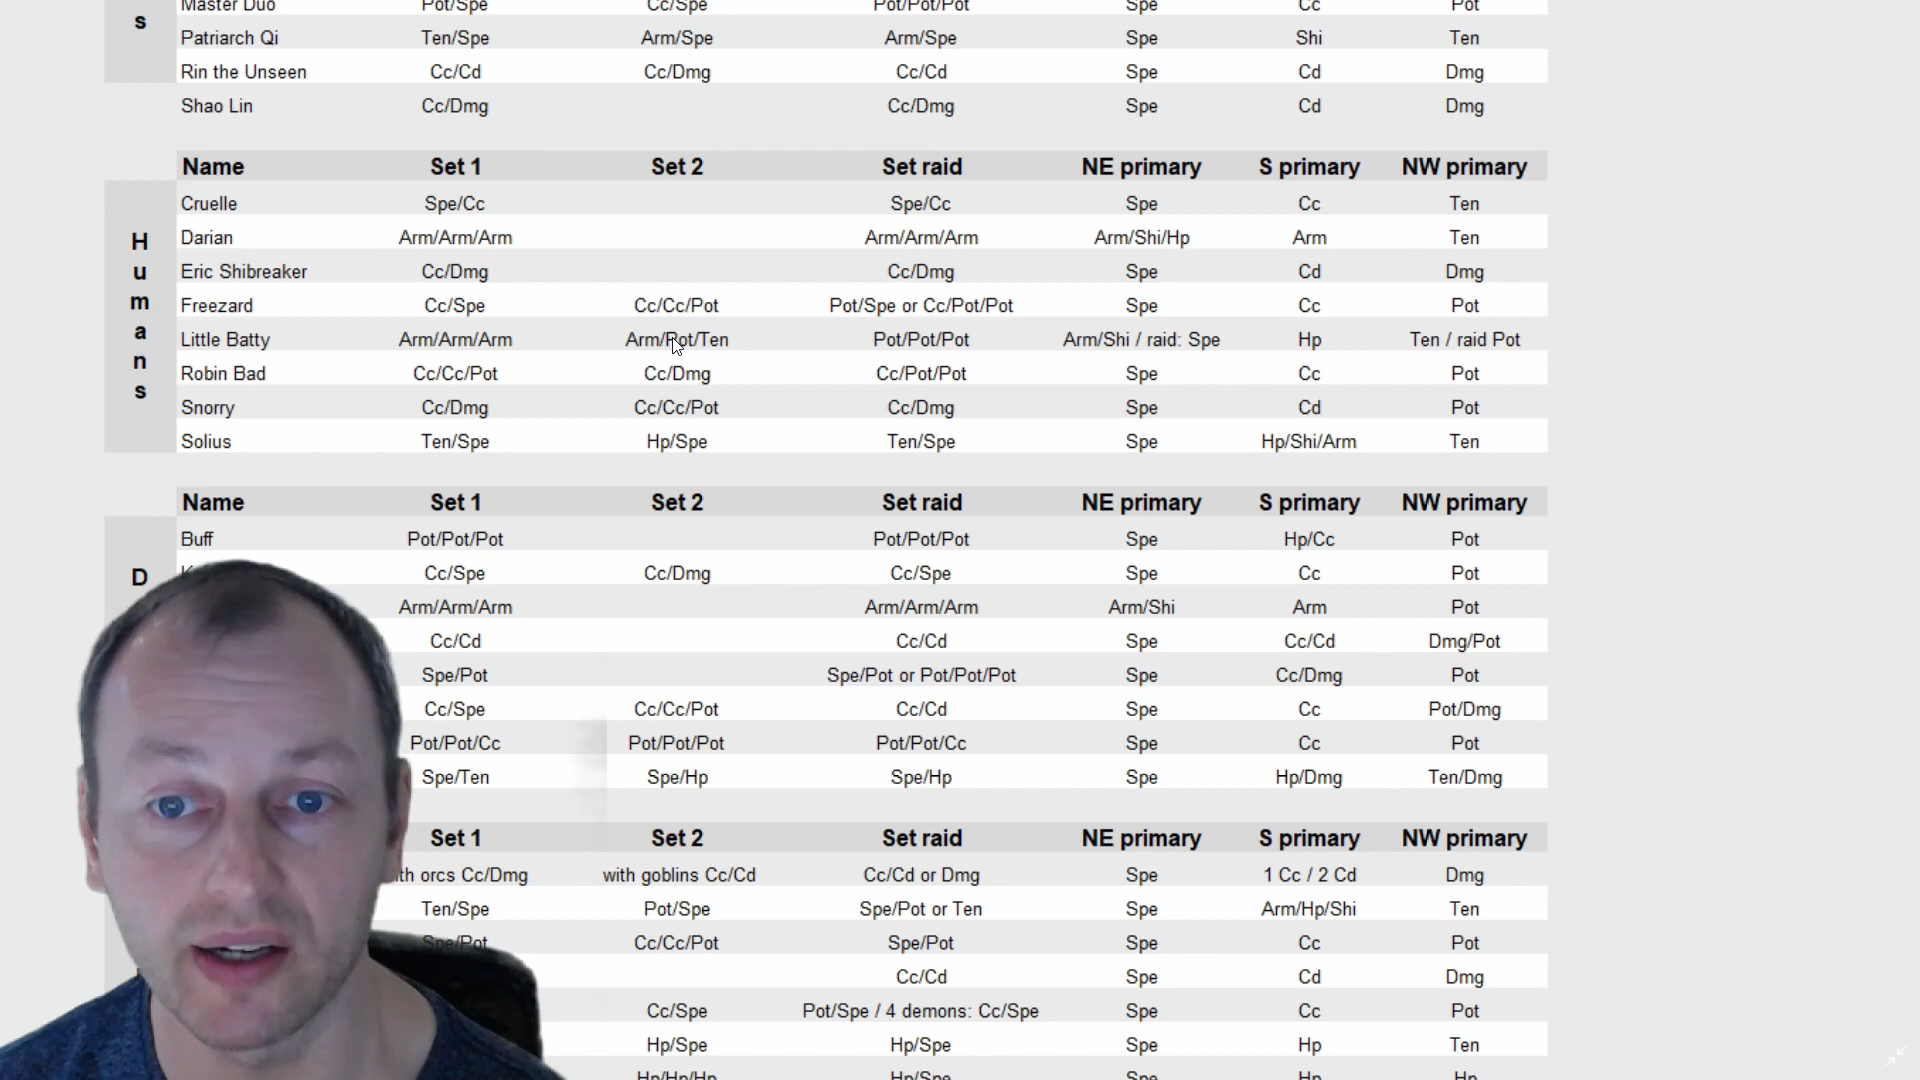 Master Duo Pot/Spe Cc/Spe Pot/Pot/Pot Spe Cc Pot
s
Patriarch Qi Ten/Spe Arm/Spe Arm/Spe Spe Shi Ten
Rin the Unseen Cc/Cd Cc/Dmg Cc/Cd Spe Cd Dmg
Shao Lin Cc/Dmg Cc/Dmg Spe Cd Dmg
Name Set 1 Set 2 Set raid NE primary S primary NW primary
Humans
Cruelle Spe/Cc Spe/Cc Spe Cc Ten
Darian Arm/Arm/Arm Arm/Arm/Arm Arm/Shi/Hp Arm Ten
Eric Shibreaker Cc/Dmg Cc/Dmg Spe Cd Dmg
Freezard Cc/Spe Cc/Cc/Pot Pot/Spe or Cc/Pot/Pot Spe Cc Pot
Little Batty Arm/Arm/Arm Arm/Pot/Ten Pot/Pot/Pot Arm/Shi / raid: Spe Hp Ten / raid Pot
Robin Bad Cc/Cc/Pot Cc/Dmg Cc/Pot/Pot Spe Cc Pot
Snorry Cc/Dmg Cc/Cc/Pot Cc/Dmg Spe Cd Pot
Solius Ten/Spe Hp/Spe Ten/Spe Spe Hp/Shi/Arm Ten
Name Set 1 Set 2 Set raid NE primary S primary NW primary
Buff Pot/Pot/Pot Pot/Pot/Pot Spe Hp/Cc Pot
D
Cc/Spe Cc/Dmg Cc/Spe Spe Cc Pot
Arm/Arm/Arm Arm/Arm/Arm Arm/Shi Arm Pot
Cc/Cd Cc/Cd Spe Cc/Cd Dmg/Pot
Spe/Pot Spe/Pot or Pot/Pot/Pot Spe Cc/Dmg Pot
Cc/Spe Cc/Cc/Pot Cc/Cd Spe Cc Pot/Dmg
Pot/Pot/Cc Pot/Pot/Pot Pot/Pot/Cc Spe Cc Pot
Spe/Ten Spe/Hp Spe/Hp Spe Hp/Dmg Ten/Dmg
Set 1 Set 2 Set raid NE primary S primary NW primary
th orcs Cc/Dmg with goblins Cc/Cd Cc/Cd or Dmg Spe 1 Cc / 2 Cd Dmg
Ten/Spe Pot/Spe Spe/Pot or Ten Spe Arm/Hp/Shi Ten
Spe/Pot Cc/Cc/Pot Spe/Pot Spe Cc Pot
Cc/Cd Spe Cd Dmg
Cc/Spe Pot/Spe / 4 demons: Cc/Spe Spe Cc Pot
Hp/Spe Hp/Spe Spe Hp Ten
Hp/Hp/Hp Hp/Spe Spe Hp Hp